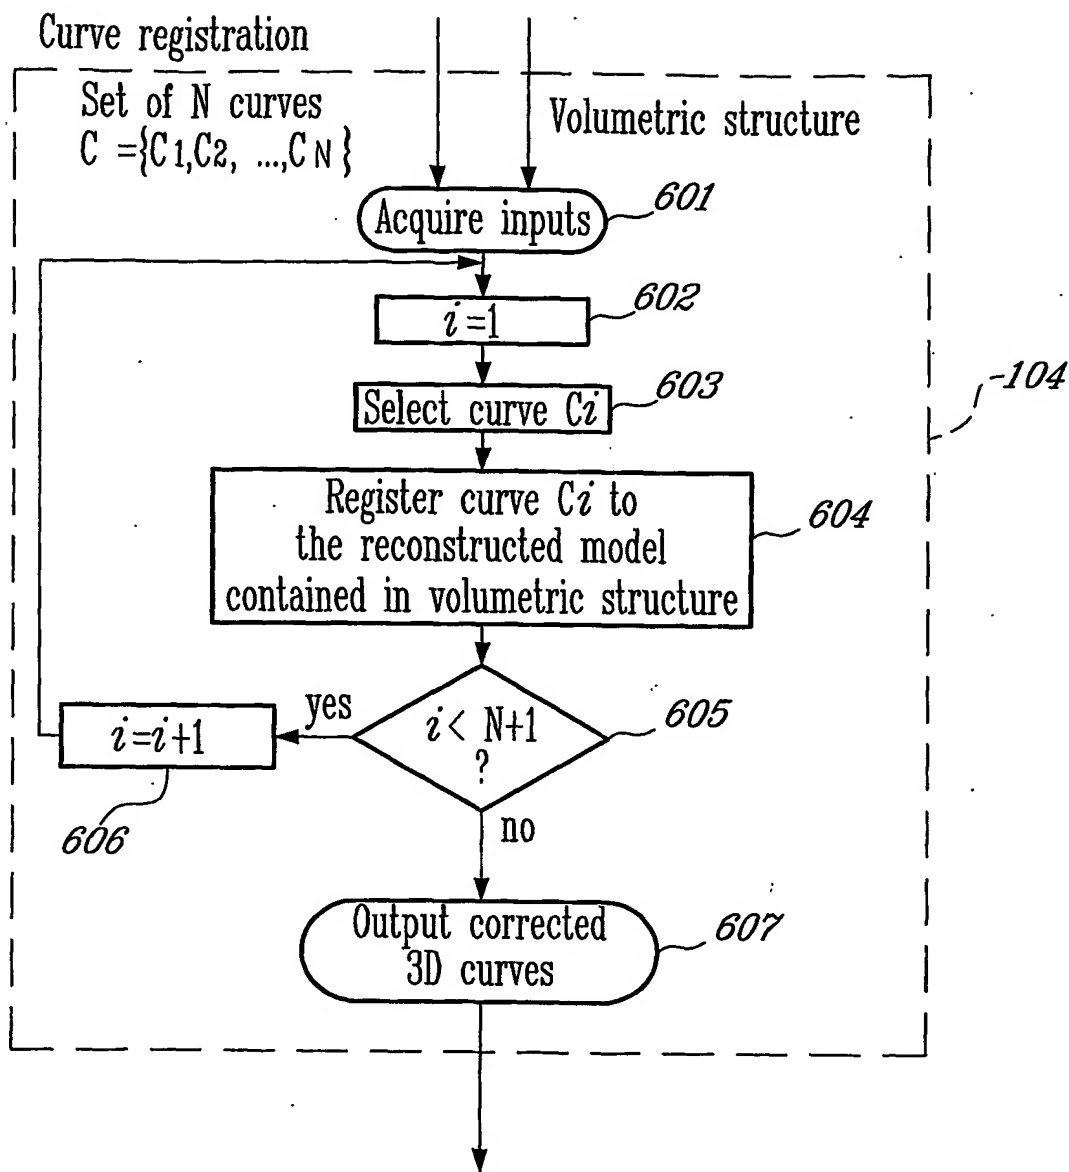 Curve registration
Set of N curves
C ={C1,C2, ...,CN}
Volumetric structure
Acquire inputs
601
i=1
602
Select curve Ci
603
104
Register curve Ci to
the reconstructed model
contained in volumetric structure
604
i< N+1
?
605
yes
i=i+1
606
no
Output corrected
3D curves
607